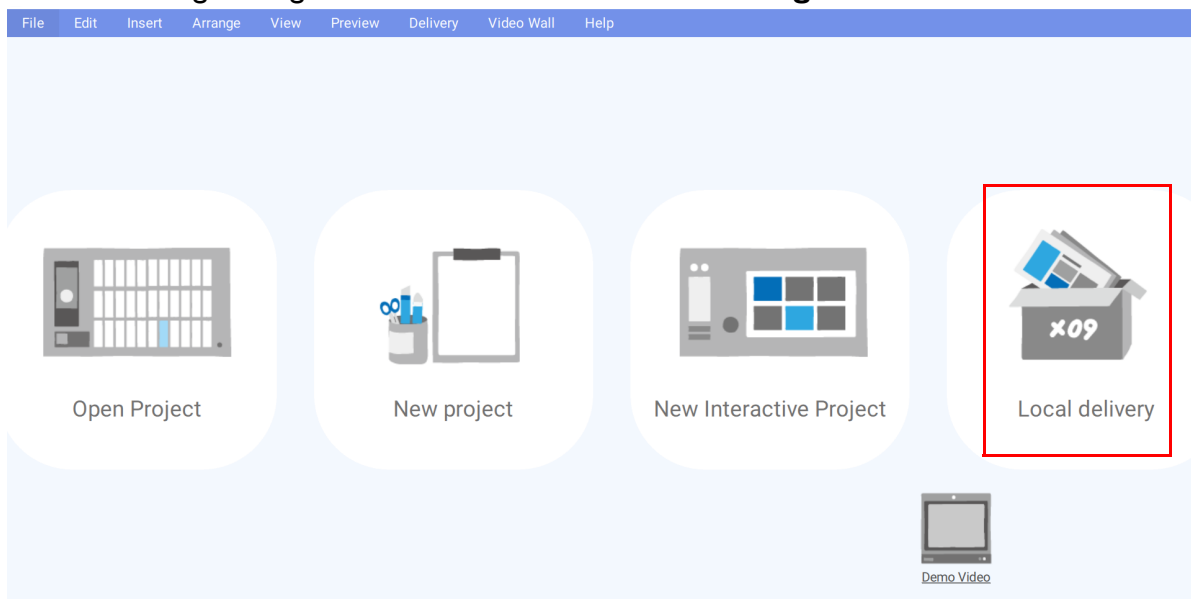 File Edit Insert Arrange View Preview Delivery Video Wall Help
×09
Open Project New project New Interactive Project Local delivery
Demo Video